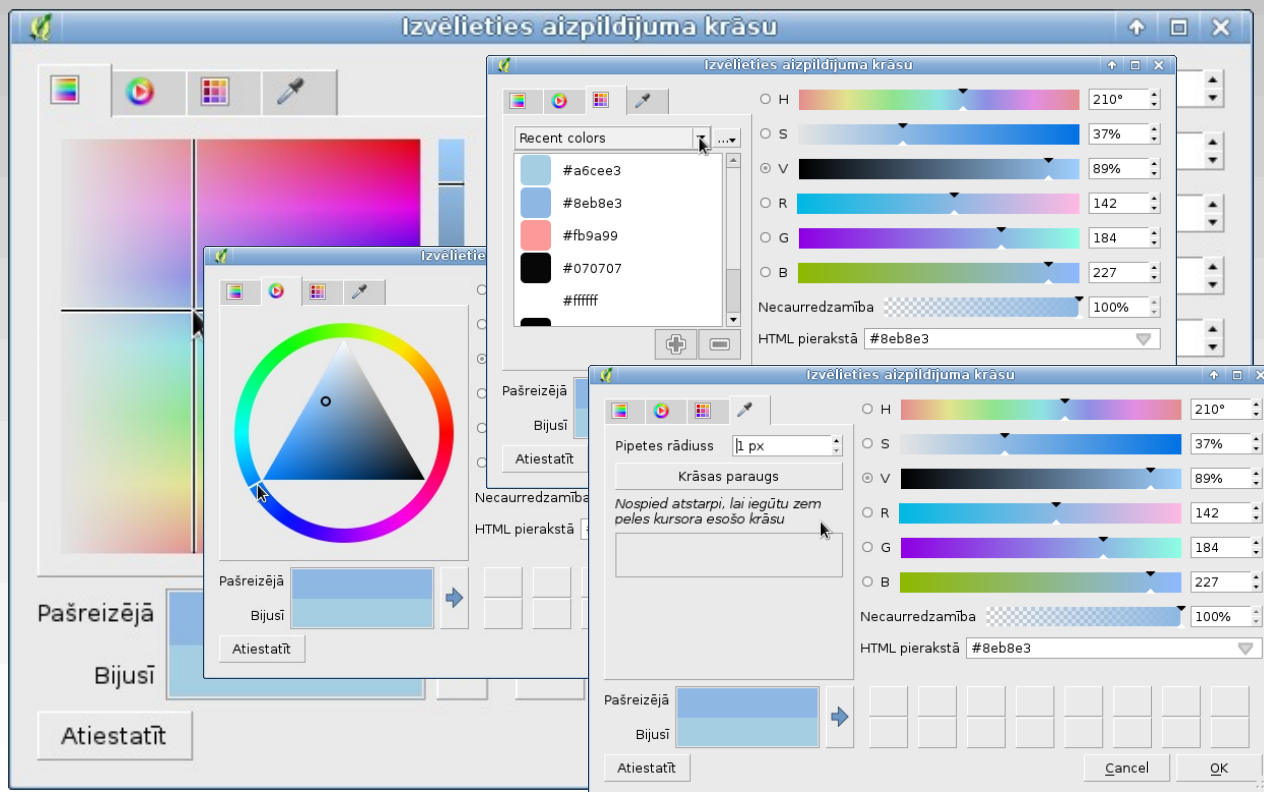 Izvēlieties aizpildījuma krāsu
Pašreizējā
Bijusī
Atiestatīt
Izvēlieties aizpildījuma krāsu
Recent colors
...
#a6cee3
#8eb8e3
#fb9a99
#070707
#ffffff
H 210°
S 37%
V 89%
R 142
G 184
B 227
Necaurredzamība 100%
HTML pierakstā #8eb8e3
Pašreizējā
Bijusī
Atiestatīt
Izvēlietie
Necaurredzamība
HTML pierakstā
Pašreizējā
Bijusī
Atiestatīt
Izvēlieties aizpildījuma krāsu
Pipetes rādiuss 1 px
Krāsas paraugs
Nospied atstarpi, lai iegūtu zem
peles kursora esošo krāsu
H 210°
S 37%
V 89%
R 142
G 184
B 227
Necaurredzamība 100%
HTML pierakstā #8eb8e3
Pašreizējā
Bijusī
Atiestatīt
Cancel
OK